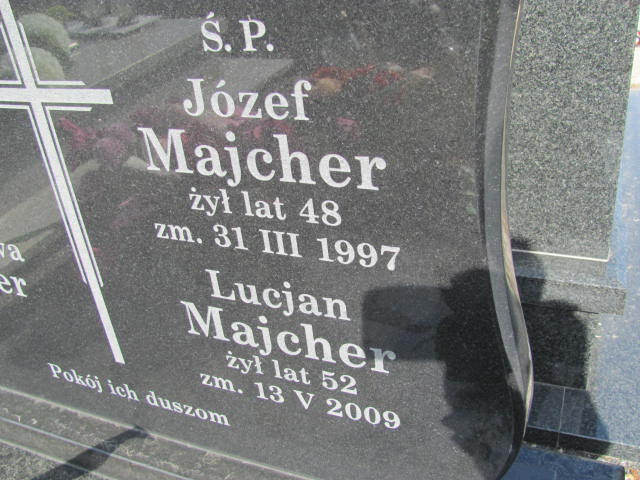 Ś.P.
Józef
Majcher
żył lat 48
zm. 31 III 1997
Lucjan
Majcher
żył lat 52
zm. 13 V 2009
Pokój ich duszom